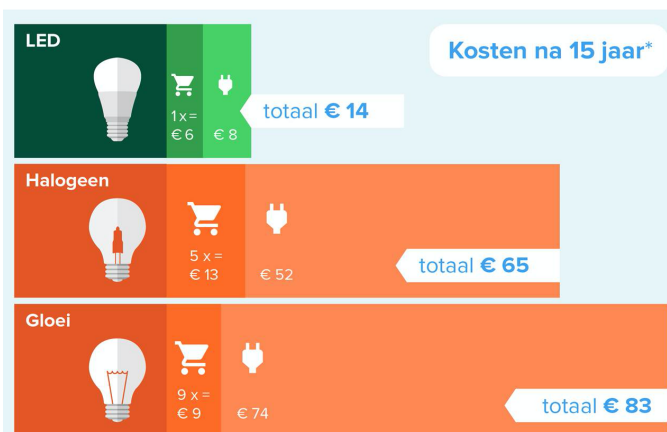 LED
Kosten na 15 jaar*
1 x =
€ 6
€ 8
totaal € 14
Halogeen
5 x =
€ 13
€ 52
totaal € 65
Gloei
9 x =
€ 9
€ 74
totaal € 83